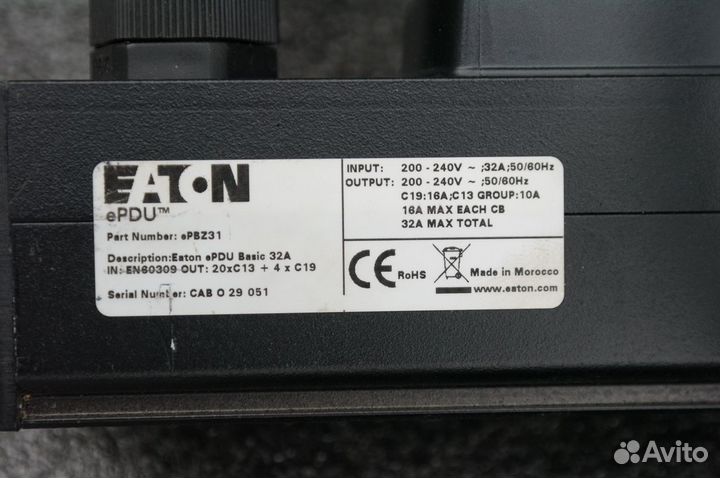 EATON
ePDU™
Part Number: ePBZ31
Description:Eaton ePDU Basic 32A
IN: EN60309 OUT: 20xC13 + 4 x C19
Serial Number: CAB O 29 051
INPUT: 200 - 240V ~ ;32A;50/60Hz
OUTPUT: 200 - 240V ~ ;50/60Hz
C19:16A;C13 GROUP:10A
16A MAX EACH CB
32A MAX TOTAL
CE RoHS
Made in Morocco
www.eaton.com
Avito